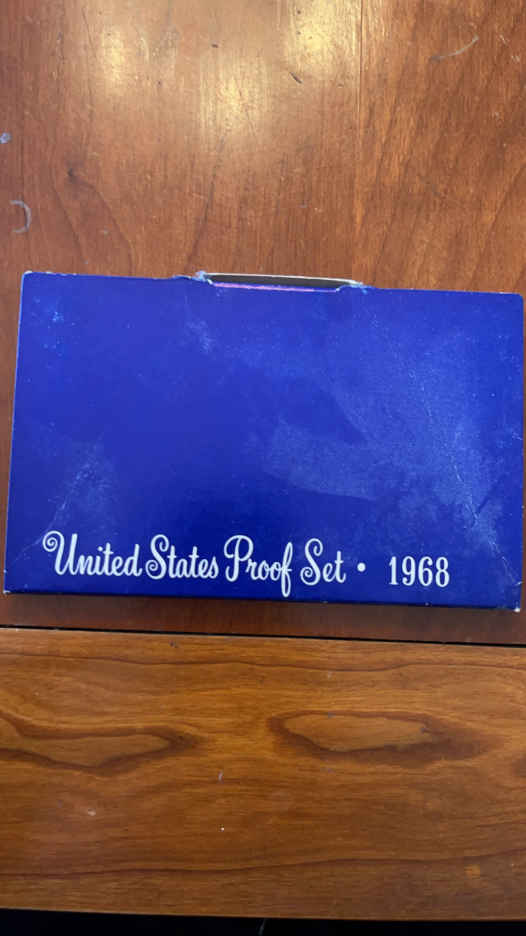 United States Proof Set • 1968